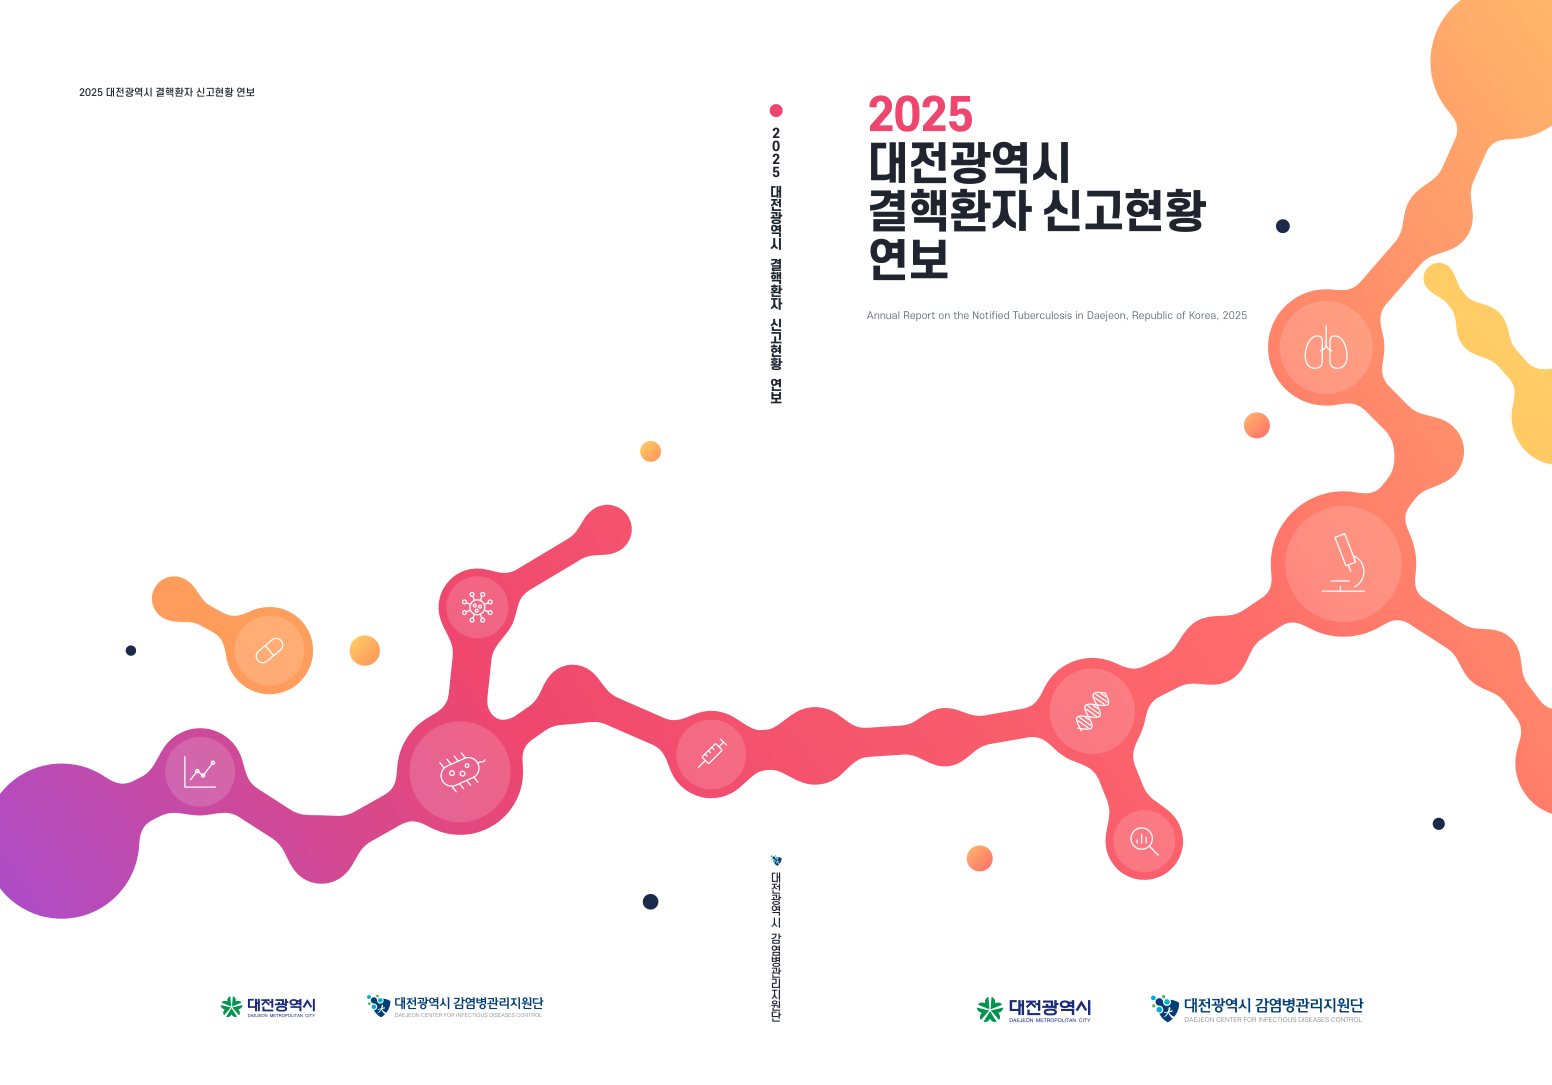 2025 대전광역시 결핵환자 신고현황 연보
2025 대전광역시 결핵환자 신고현황 연보
대전광역시 감염병관리지원단
2025
대전광역시
결핵환자 신고현황
연보
Annual Report on the Notified Tuberculosis in Daejeon, Republic of Korea, 2025
대전광역시
DAEJEON METROPOLITAN CITY
대전광역시 감염병관리지원단
DAEJEON CENTER FOR INFECTIOUS DISEASES CONTROL
대전광역시
DAEJEON METROPOLITAN CITY
대전광역시 감염병관리지원단
DAEJEON CENTER FOR INFECTIOUS DISEASES CONTROL